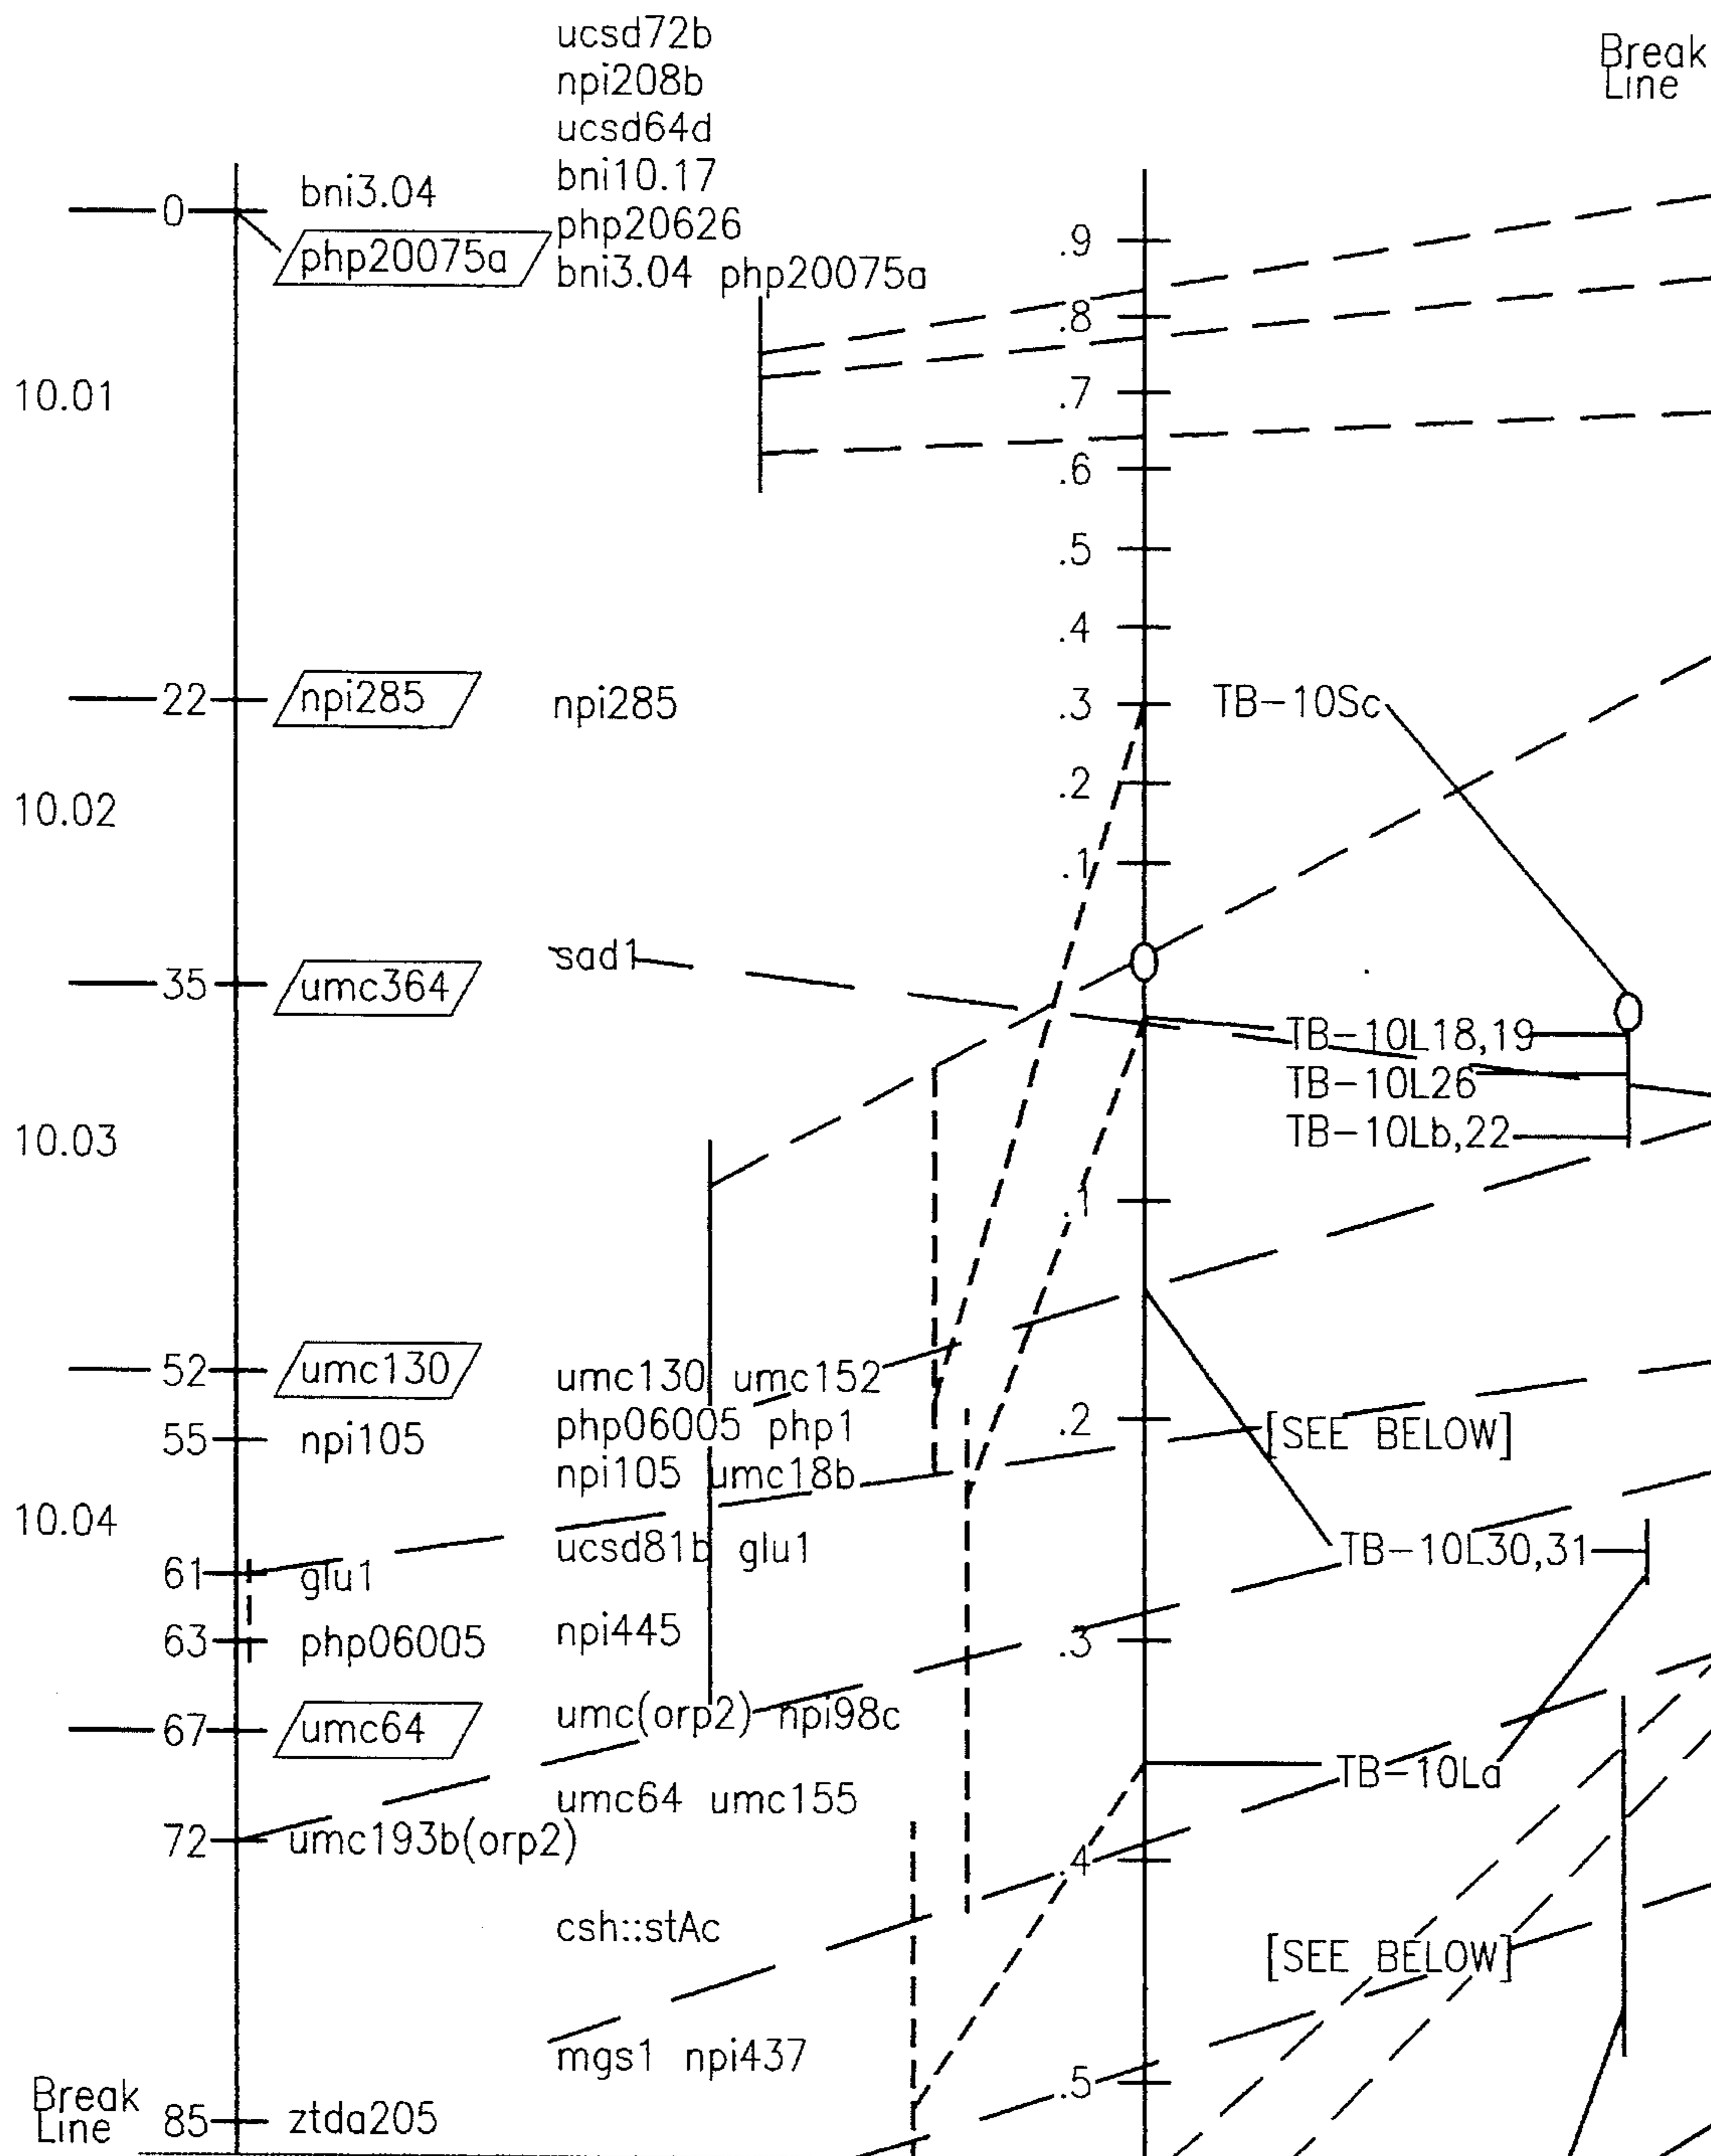 ucsd72b
npi208b
ucsd64d
bni10.17
php20626
bni3.04 php20075a
Break
Line
0 bni3.04
php20075a
10.01
.9
.8
.7
.6
.5
.4
.3
.2
.1
22 npi285 npi285
TB-10Sc
10.02
sad1
35 umc364
TB-10L18,19
TB-10L26
TB-10Lb,22
10.03
.1
52 umc130 umc130 umc152
55 npi105 php06005 php1
.2 [SEE BELOW]
npi105 umc18b
10.04
ucsd81b glu1
TB-10L30,31
61 glu1
63 php06005 npi445
.3
67 umc64 umc(orp2) npi98c
TB-10La
umc64 umc155
72 umc193b(orp2)
.4
csh::stAc
[SEE BELOW]
mgs1 npi437
.5
Break
Line
85 ztda205